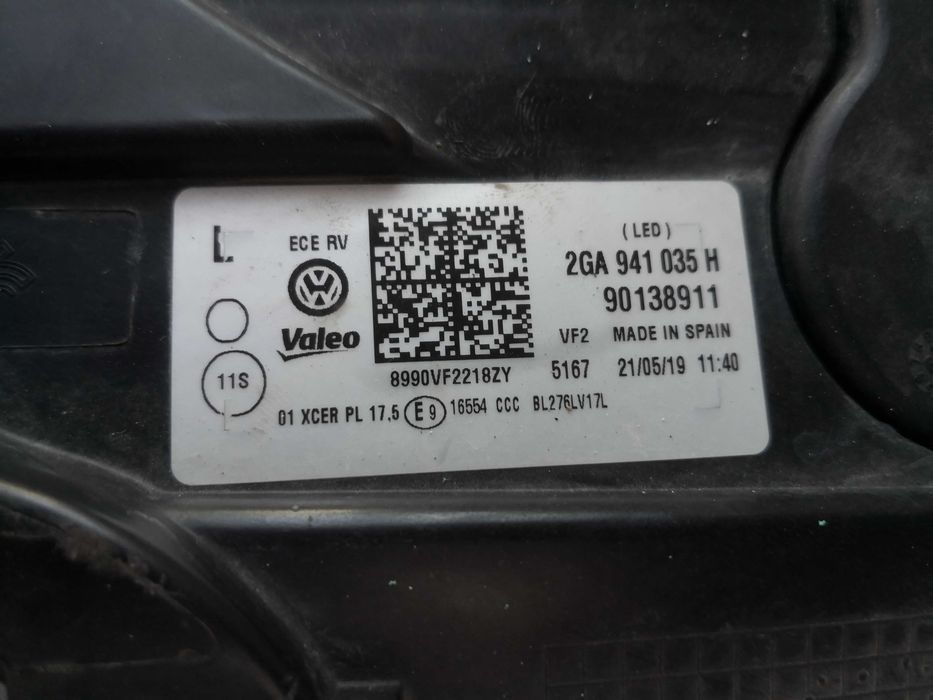 L
ECE RV
VW
Valeo
11S
8990VF2218ZY
(LED)
2GA 941 035 H
90138911
VF2 MADE IN SPAIN
5167 21/05/19 11:40
01 XCER PL 17,5 E9 16554 CCC BL276LV17L